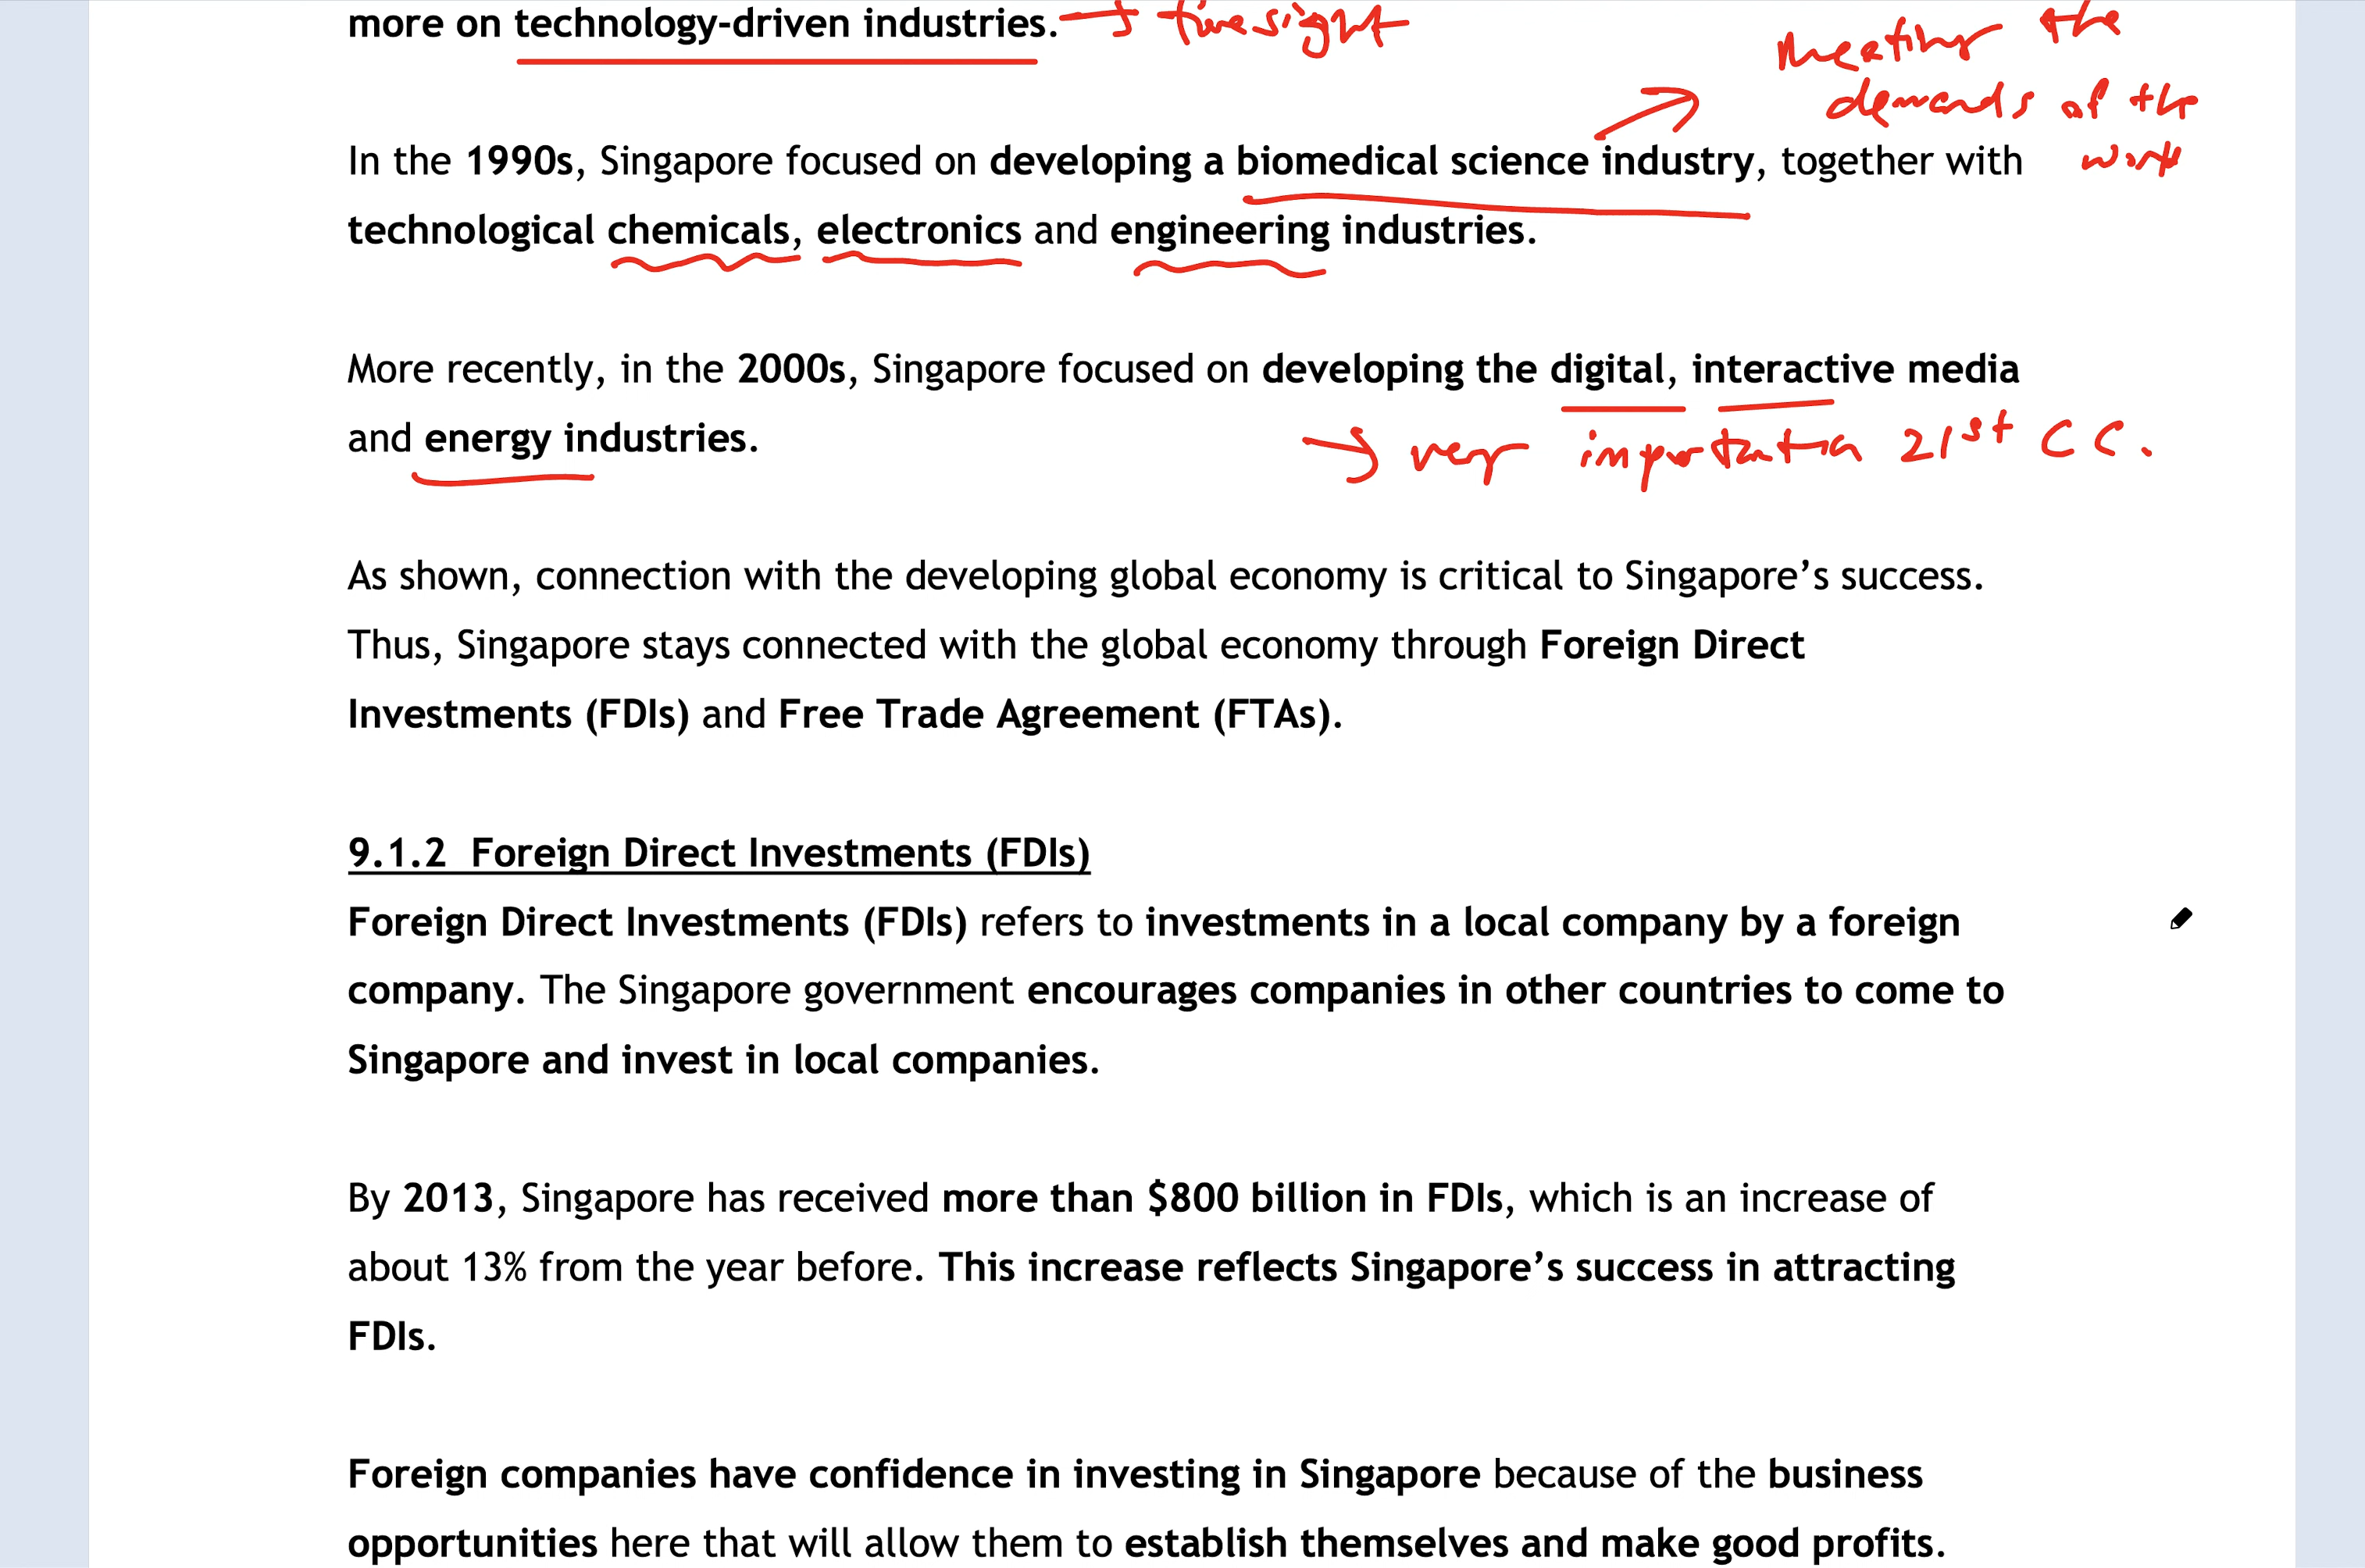 more on technology-driven industries. → foresight
meeting the
demands of the
In the 1990s, Singapore focused on developing a biomedical science industry, together with
technological chemicals, electronics and engineering industries.
More recently, in the 2000s, Singapore focused on developing the digital, interactive media
and energy industries.
→ very important in 21st CC.
As shown, connection with the developing global economy is critical to Singapore's success.
Thus, Singapore stays connected with the global economy through Foreign Direct
Investments (FDIs) and Free Trade Agreement (FTAs).
9.1.2 Foreign Direct Investments (FDIs)
Foreign Direct Investments (FDIs) refers to investments in a local company by a foreign
company. The Singapore government encourages companies in other countries to come to
Singapore and invest in local companies.
By 2013, Singapore has received more than $800 billion in FDIs, which is an increase of
about 13% from the year before. This increase reflects Singapore's success in attracting
FDIs.
Foreign companies have confidence in investing in Singapore because of the business
opportunities here that will allow them to establish themselves and make good profits.